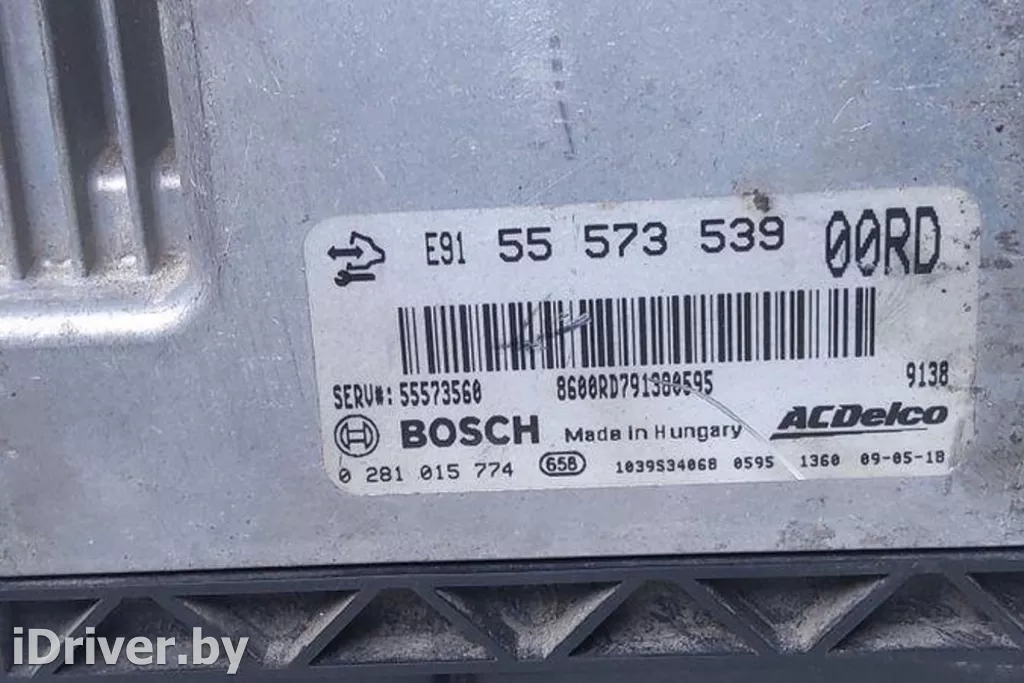 E91 55 573 539 00RD
SERV#: 55573560 8600RD791380595 9138
BOSCH Made in Hungary ACDelco
0 281 015 774 658 1039S34068 0595 1360 09-05-18
iDriver.by